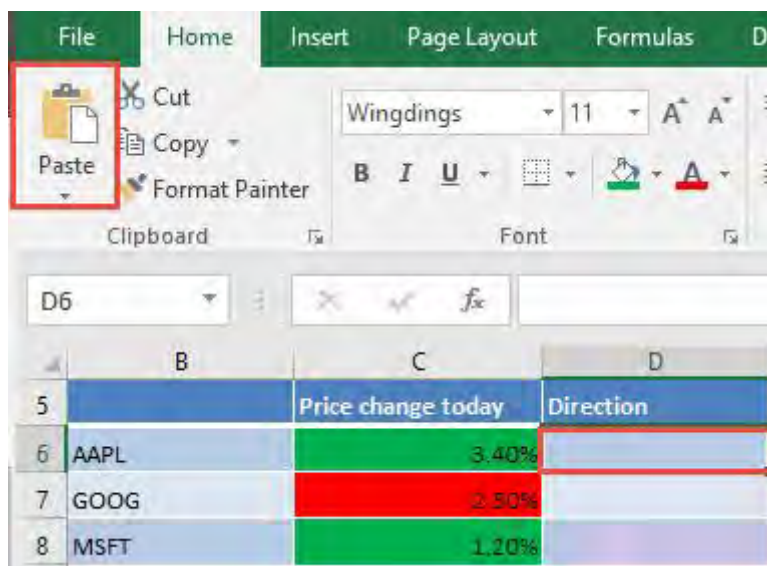 File Home Insert Page Layout Formulas D
Cut
Copy
Paste
Format Painter
Clipboard
Wingdings 11 A A
B I U A
Font
D6 fx
B C D
5 Price change today Direction
6 AAPL 3.40%
7 GOOG 2.50%
8 MSFT 1.20%